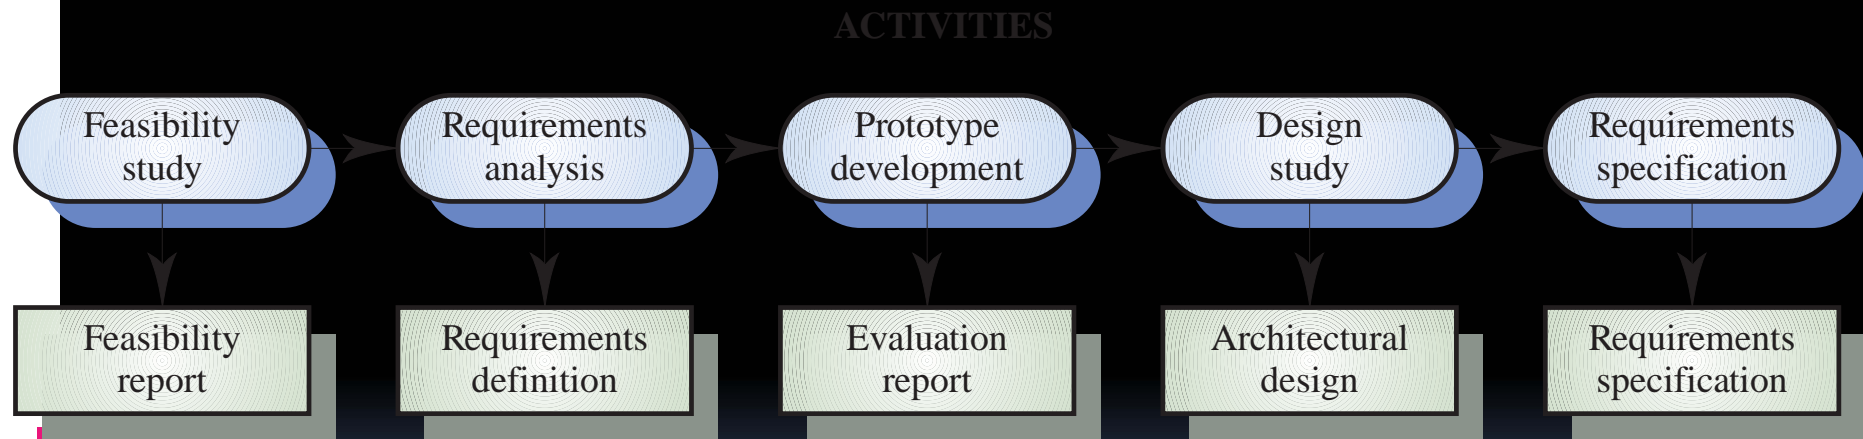 ACTIVITIES
Feasibility
study
Requirements
analysis
Prototype
development
Design
study
Requirements
specification
Feasibility
report
Requirements
definition
Evaluation
report
Architectural
design
Requirements
specification